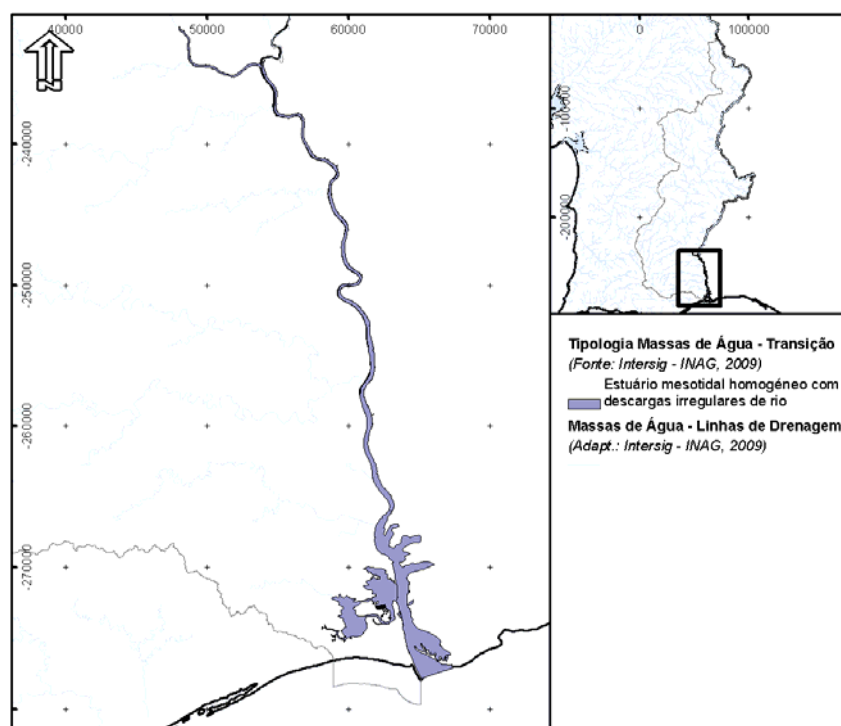 40000 50000 60000 70000
0 100000
-240000
-250000
-260000
-270000
-100000
-200000
N
Tipologia Massas de Água - Transição
(Fonte: Intersig - INAG, 2009)
Estuário mesotidal homogéneo com
descargas irregulares de rio
Massas de Água - Linhas de Drenagem
(Adapt.: Intersig - INAG, 2009)